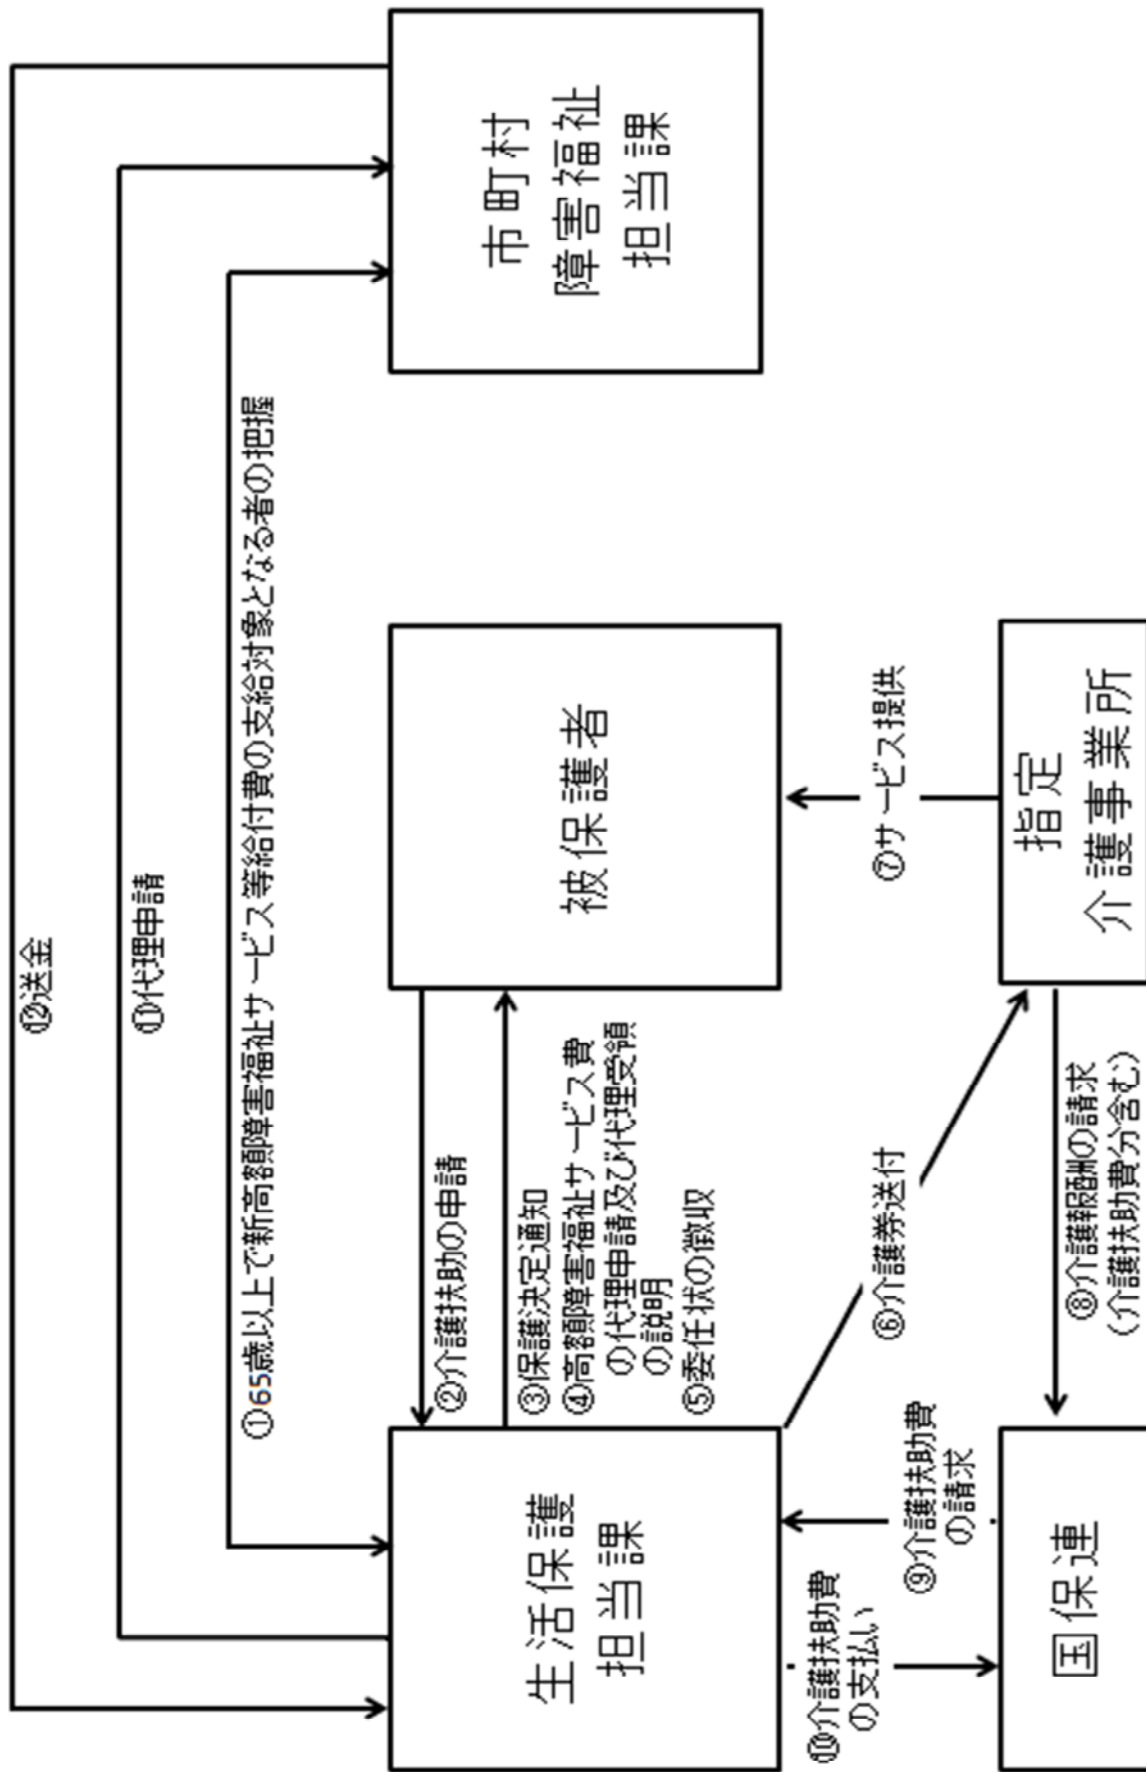 ⑫送金
⑪代理申請
①65歳以上で新高額障害福祉サービス等給付費の支給対象となる者の把握
生活保護
担当課
②介護扶助の申請
③保護決定通知
④高額障害福祉サービス費
の代理申請及び代理受領
の説明
⑤委任状の徴収
被保護者
市町村
障害福祉
担当課
⑥介護券送付
⑦サービス提供
⑩介護扶助費
の支払い
⑨介護扶助費
の請求
⑧介護報酬の請求
(介護扶助費分含む)
国保連
指定
介護事業所